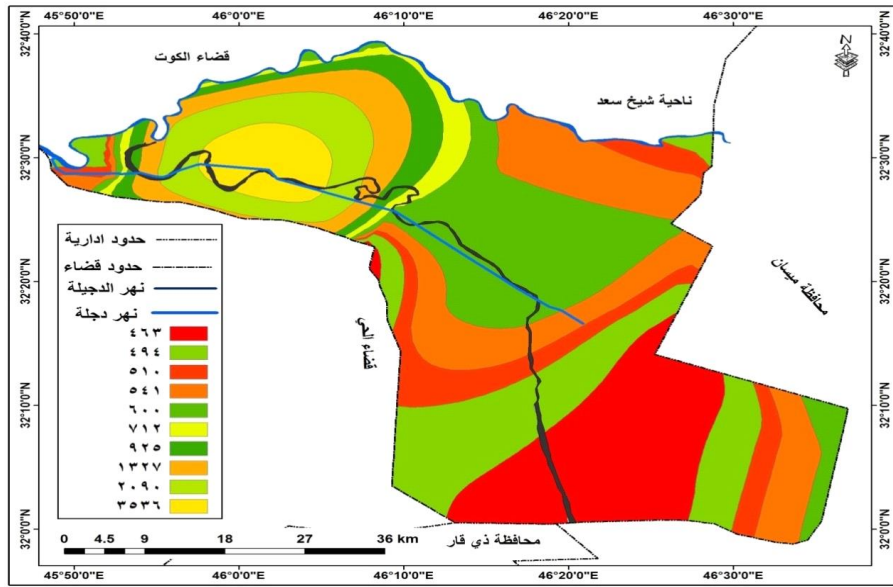 45°50'0"N 46°0'0"N 46°10'0"N 46°20'0"N 46°30'0"N
32°40'0"N
32°30'0"N
32°20'0"N
32°10'0"N
32°0'0"N
32°40'0"N
32°30'0"N
32°20'0"N
32°10'0"N
32°0'0"N
N
قضاء الكوت
ناحية شيخ سعد
محافظة ميسان
قضاء الحي
محافظة ذي قار
حدود ادارية
حدود قضاء
نهر الدجيلة
نهر دجلة
٤٦٣
٤٩٤
٥١٠
٥٤١
٦٠٠
٧١٢
٩٢٥
١٣٢٧
٢٠٩٠
٣٥٣٦
0 4.5 9 18 27 36 km
45°50'0"N 46°0'0"N 46°10'0"N 46°20'0"N 46°30'0"N